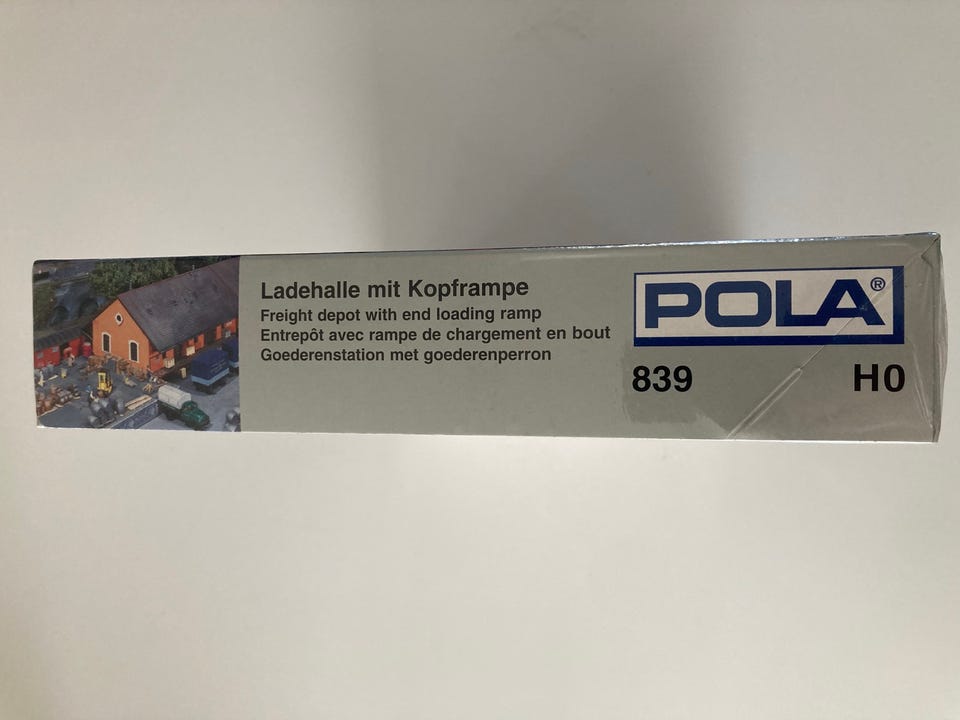 Ladehalle mit Kopframpe
Freight depot with end loading ramp
Entrepôt avec rampe de chargement en bout
Goederenstation met goederenperron
POLA®
839 H0